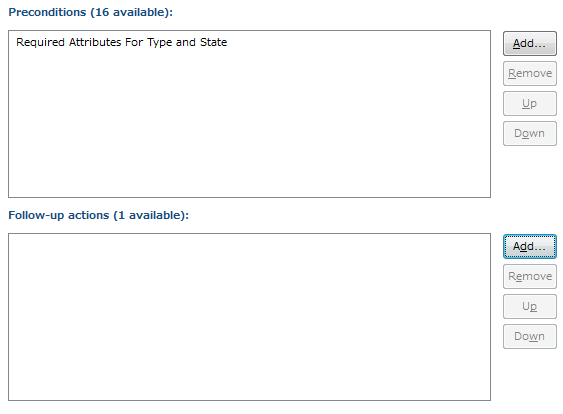 Preconditions (16 available):
Required Attributes For Type and State
Add...
Remove
Up
Down
Follow-up actions (1 available):
Add...
Remove
Up
Down